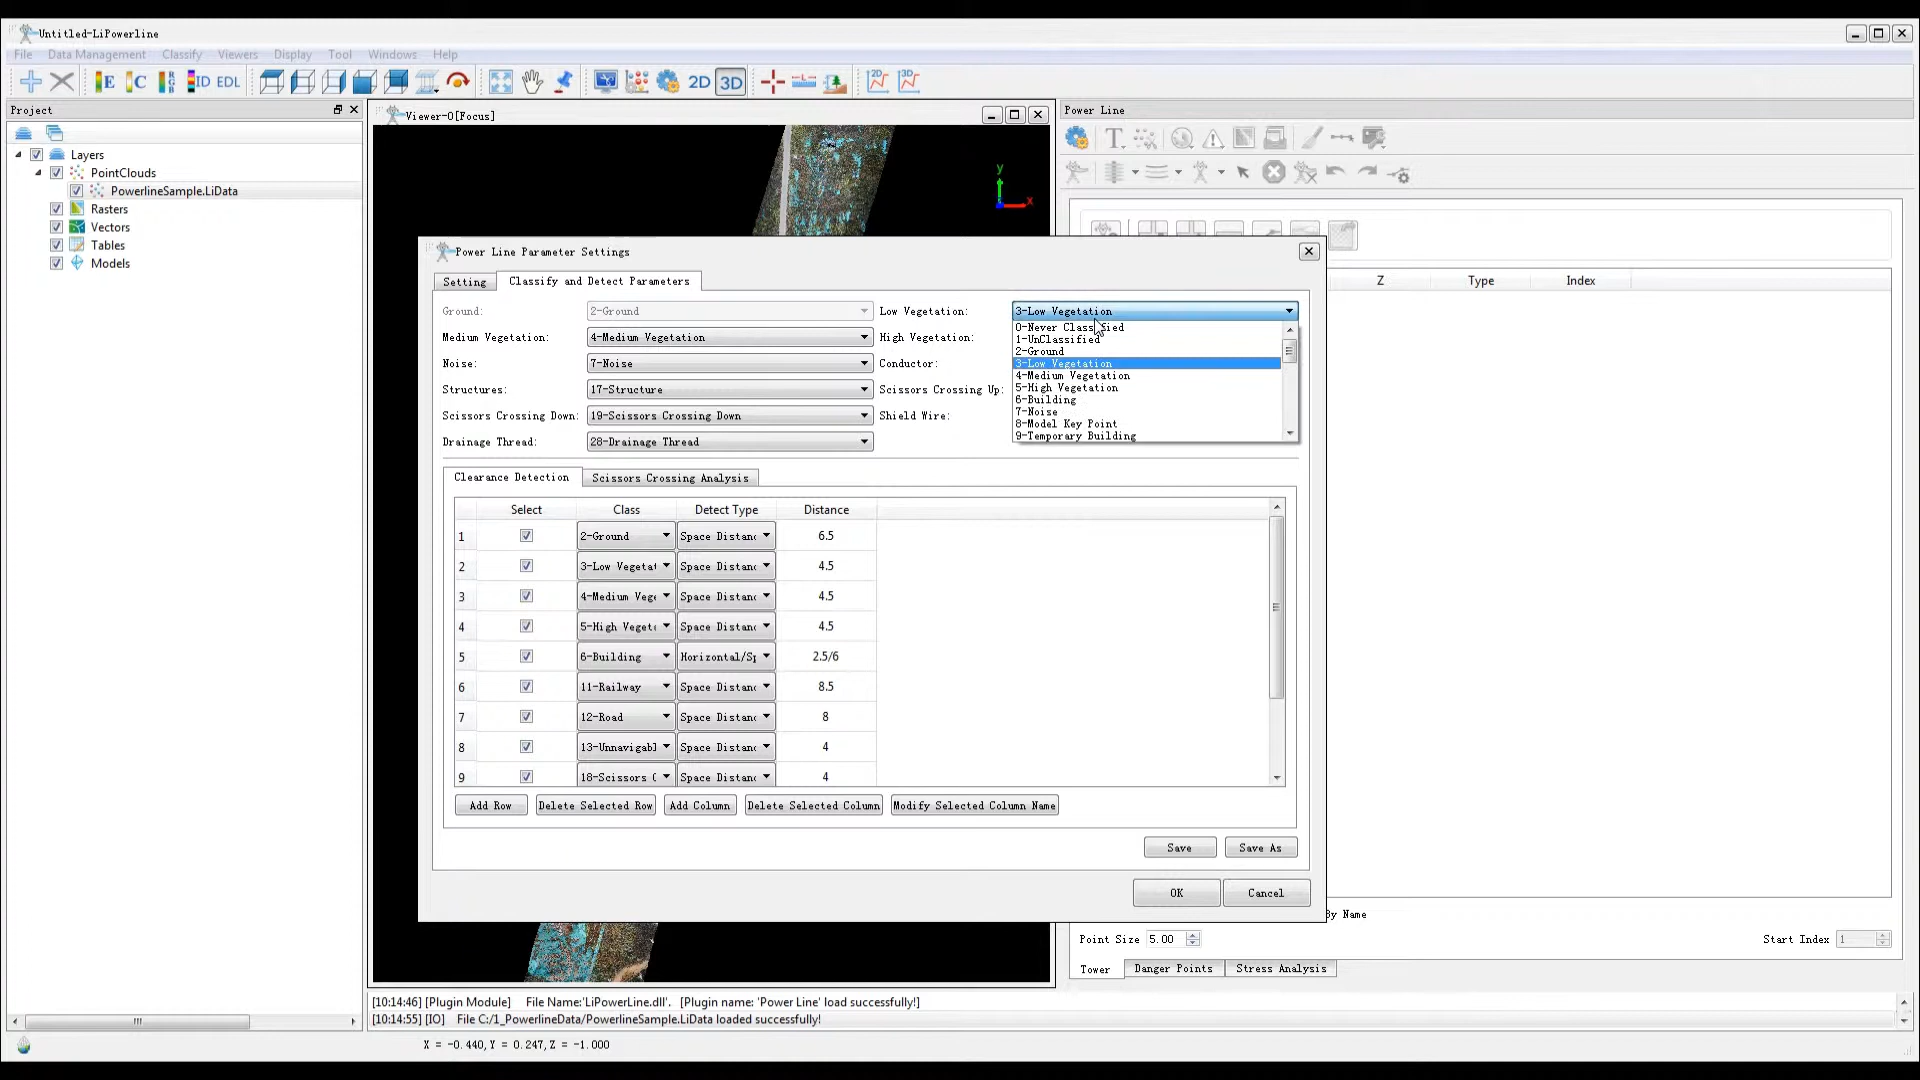 Untitled-LiPowerline
File Data Management Classify Viewers Display Tool Windows Help
E C RGB ID EDL 2D 3D 2D 3D
Project
Viewer-0[Focus]
Power Line
Layers
PointClouds
PowerlineSample.LiData
Rasters
Vectors
Tables
Models
y
x
T
Power Line Parameter Settings
Setting Classify and Detect Parameters
Z Type Index
Ground: 2-Ground Low Vegetation: 3-Low Vegetation
Medium Vegetation: 4-Medium Vegetation High Vegetation:
Noise: 7-Noise Conductor:
Structures: 17-Structure Scissors Crossing Up:
Scissors Crossing Down: 19-Scissors Crossing Down Shield Wire:
Drainage Thread: 28-Drainage Thread
0-Never Classified
1-UnClassified
2-Ground
3-Low Vegetation
4-Medium Vegetation
5-High Vegetation
6-Building
7-Noise
8-Model Key Point
9-Temporary Building
Clearance Detection Scissors Crossing Analysis
Select Class Detect Type Distance
1 2-Ground Space Distanc 6.5
2 3-Low Vegetat Space Distanc 4.5
3 4-Medium Vege Space Distanc 4.5
4 5-High Veget Space Distanc 4.5
5 6-Building Horizontal/Sp 2.5/6
6 11-Railway Space Distanc 8.5
7 12-Road Space Distanc 8
8 13-Unnavigabl Space Distanc 4
9 18-Scissors C Space Distanc 4
Add Row Delete Selected Row Add Column Delete Selected Column Modify Selected Column Name
Save Save As
OK Cancel
By Name
Point Size 5.00 Start Index 1
Tower Danger Points Stress Analysis
[10:14:46] [Plugin Module] File Name:'LiPowerLine.dll'. [Plugin name: 'Power Line' load successfully!]
[10:14:55] [IO] File C:/1_PowerlineData/PowerlineSample.LiData loaded successfully!
X = -0.440,Y = 0.247,Z = -1.000